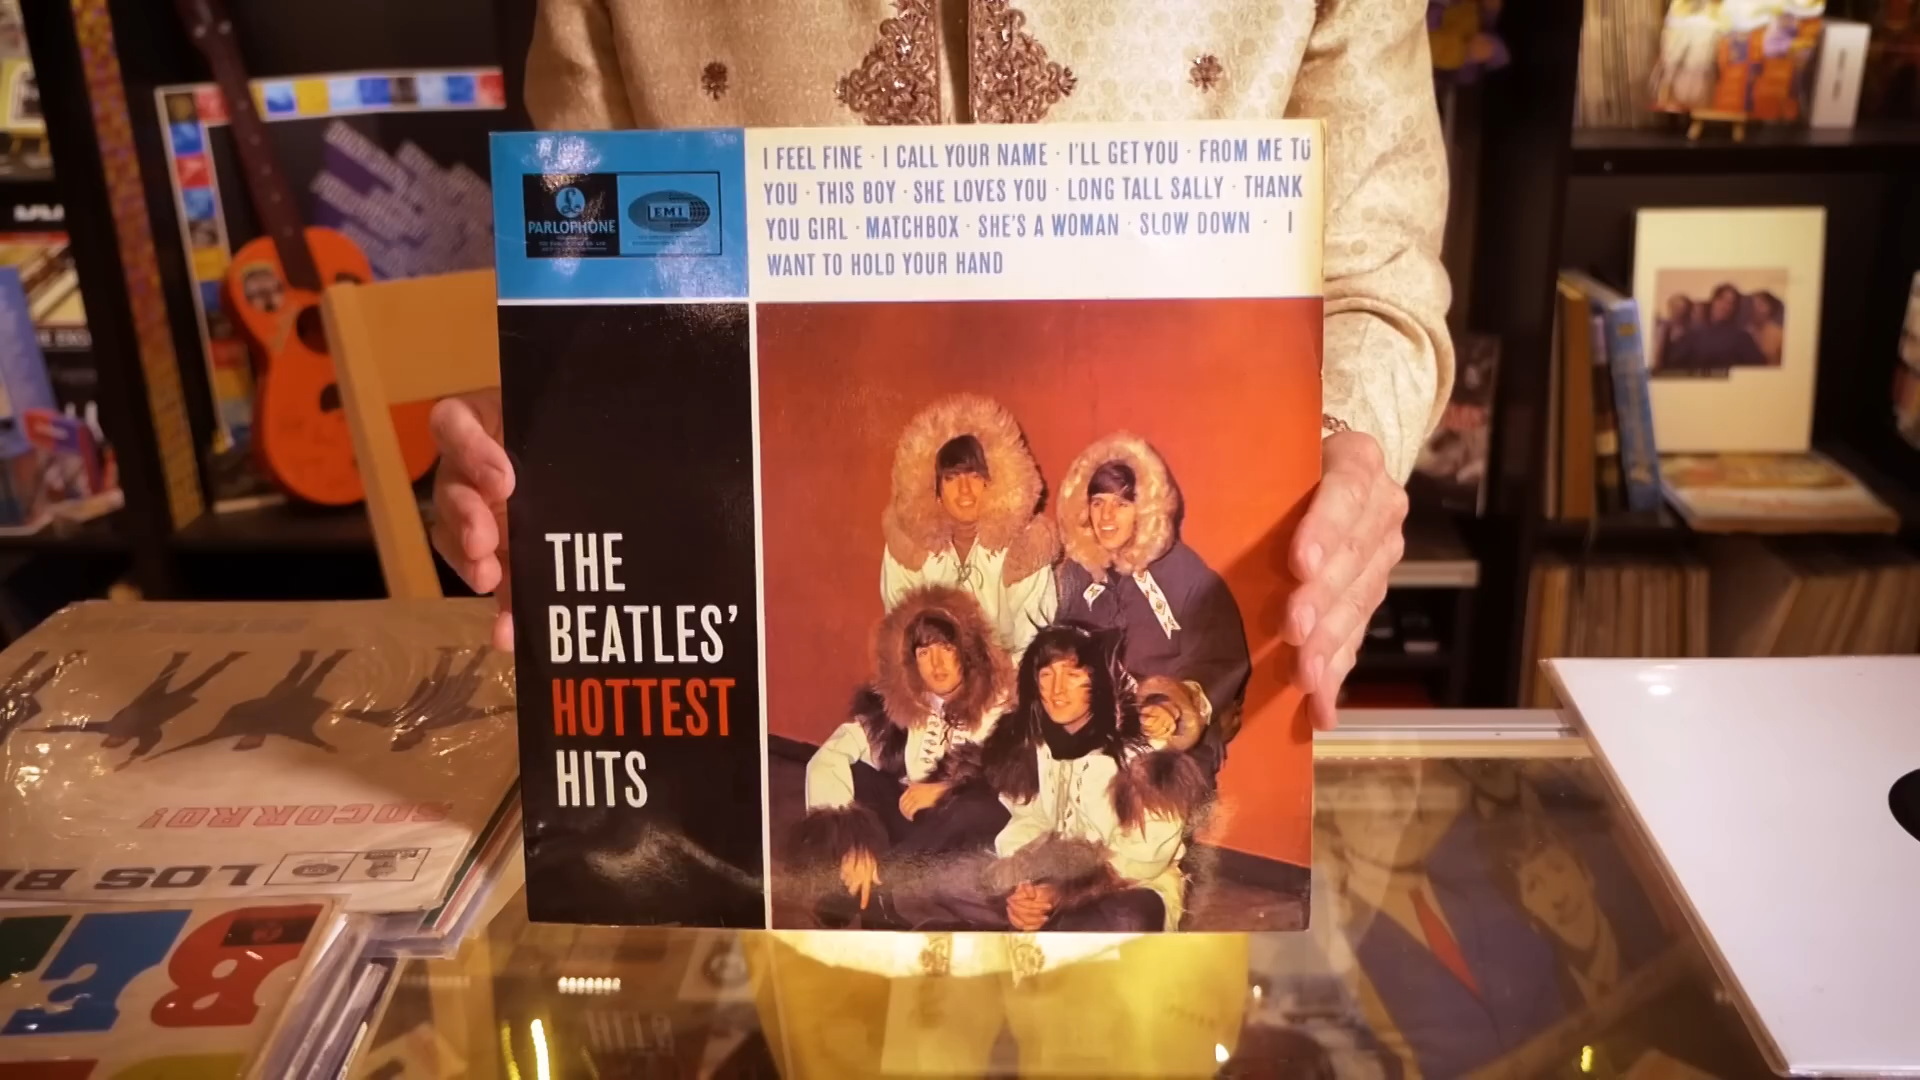 I FEEL FINE · I CALL YOUR NAME · I'LL GET YOU · FROM ME TO
YOU · THIS BOY · SHE LOVES YOU · LONG TALL SALLY · THANK
YOU GIRL · MATCHBOX · SHE'S A WOMAN · SLOW DOWN · I
WANT TO HOLD YOUR HAND
PARLOPHONE
EMI
THE
BEATLES'
HOTTEST
HITS
SOCORRO!
LOS BE